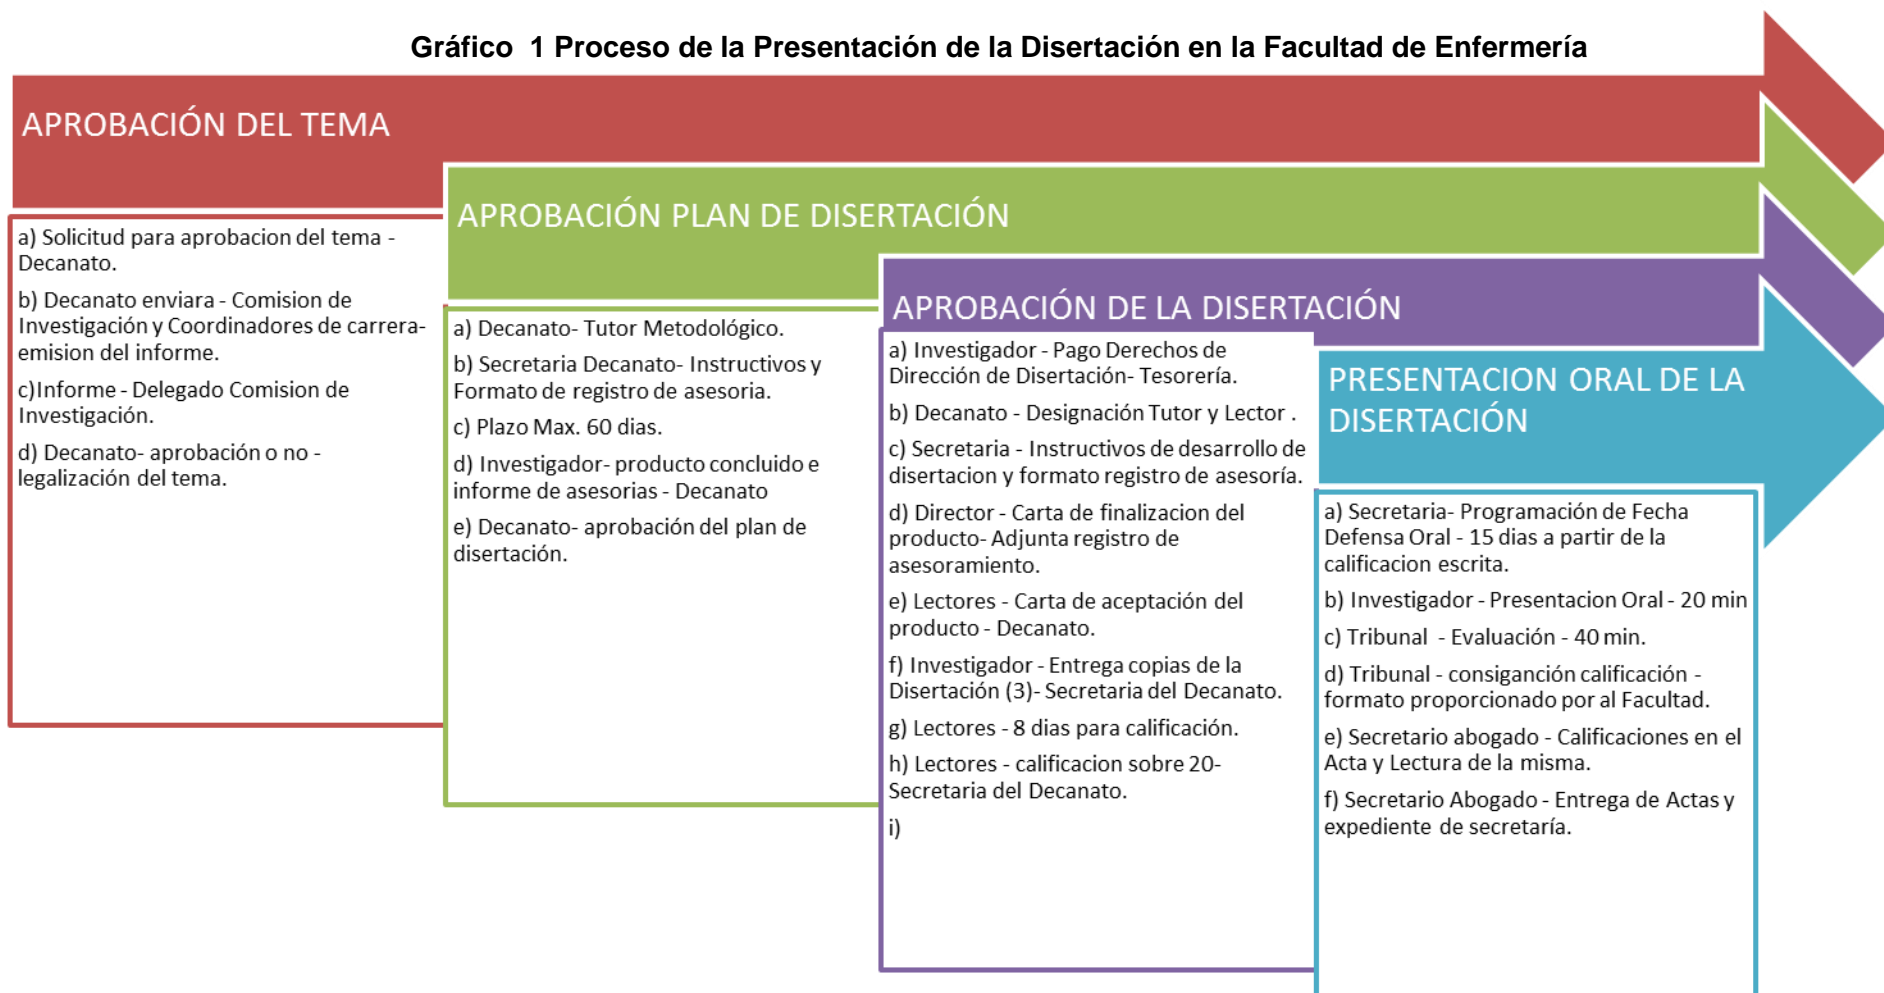 Gráfico 1 Proceso de la Presentación de la Disertación en la Facultad de Enfermería
APROBACIÓN DEL TEMA
a) Solicitud para aprobacion del tema -
Decanato.
b) Decanato enviara - Comision de
Investigación y Coordinadores de carrera-
emision del informe.
c)Informe - Delegado Comision de
Investigación.
d) Decanato- aprobación o no -
legalización del tema.
APROBACIÓN PLAN DE DISERTACIÓN
a) Decanato- Tutor Metodológico.
b) Secretaria Decanato- Instructivos y
Formato de registro de asesoria.
c) Plazo Max. 60 dias.
d) Investigador- producto concluido e
informe de asesorias - Decanato
e) Decanato- aprobación del plan de
disertación.
APROBACIÓN DE LA DISERTACIÓN
a) Investigador - Pago Derechos de
Dirección de Disertación- Tesorería.
b) Decanato - Designación Tutor y Lector .
c) Secretaria - Instructivos de desarrollo de
disertacion y formato registro de asesoría.
d) Director - Carta de finalizacion del
producto- Adjunta registro de
asesoramiento.
e) Lectores - Carta de aceptación del
producto - Decanato.
f) Investigador - Entrega copias de la
Disertación (3)- Secretaria del Decanato.
g) Lectores - 8 dias para calificación.
h) Lectores - calificacion sobre 20-
Secretaria del Decanato.
i)
PRESENTACION ORAL DE LA
DISERTACIÓN
a) Secretaria- Programación de Fecha
Defensa Oral - 15 dias a partir de la
calificacion escrita.
b) Investigador - Presentacion Oral - 20 min
c) Tribunal - Evaluación - 40 min.
d) Tribunal - consiganción calificación -
formato proporcionado por al Facultad.
e) Secretario abogado - Calificaciones en el
Acta y Lectura de la misma.
f) Secretario Abogado - Entrega de Actas y
expediente de secretaría.